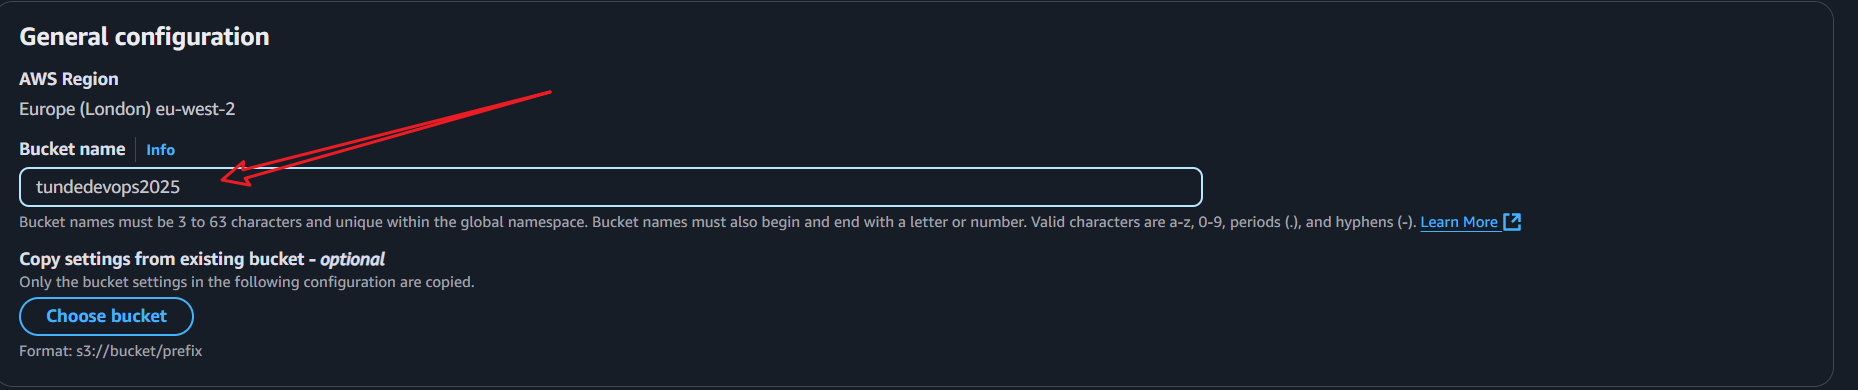 General configuration
AWS Region
Europe (London) eu-west-2
Bucket name Info
tundedevops2025
Bucket names must be 3 to 63 characters and unique within the global namespace. Bucket names must also begin and end with a letter or number. Valid characters are a-z, 0-9, periods (.), and hyphens (-). Learn More
Copy settings from existing bucket - optional
Only the bucket settings in the following configuration are copied.
Choose bucket
Format: s3://bucket/prefix